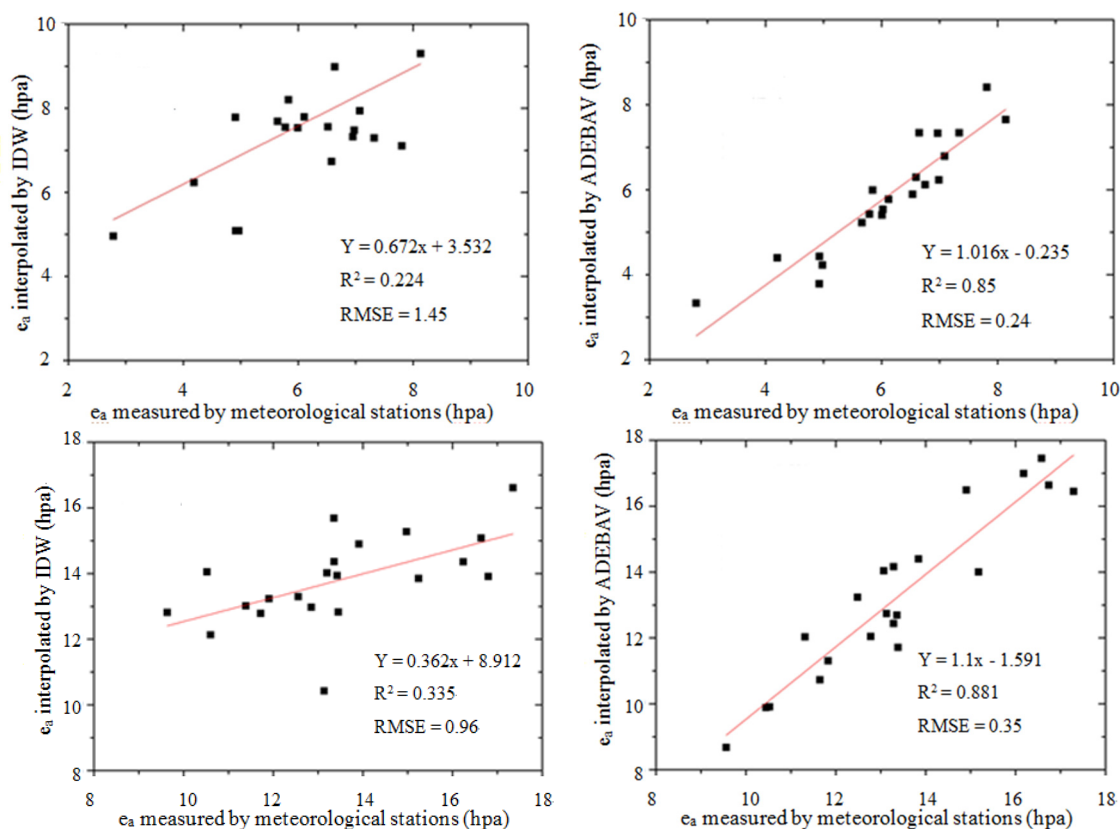 10
8
6
4
2
2
4
6
8
10
eₐ interpolated by IDW (hpa)
Y = 0.672x + 3.532
R² = 0.224
RMSE = 1.45
eₐ measured by meteorological stations (hpa)
10
8
6
4
2
2
4
6
8
10
eₐ interpolated by ADEBAV (hpa)
Y = 1.016x - 0.235
R² = 0.85
RMSE = 0.24
eₐ measured by meteorological stations (hpa)
18
16
14
12
10
8
8
10
12
14
16
18
eₐ interpolated by IDW (hpa)
Y = 0.362x + 8.912
R² = 0.335
RMSE = 0.96
eₐ measured by meteorological stations (hpa)
18
16
14
12
10
8
8
10
12
14
16
18
eₐ interpolated by ADEBAV (hpa)
Y = 1.1x - 1.591
R² = 0.881
RMSE = 0.35
eₐ measured by meteorological stations (hpa)